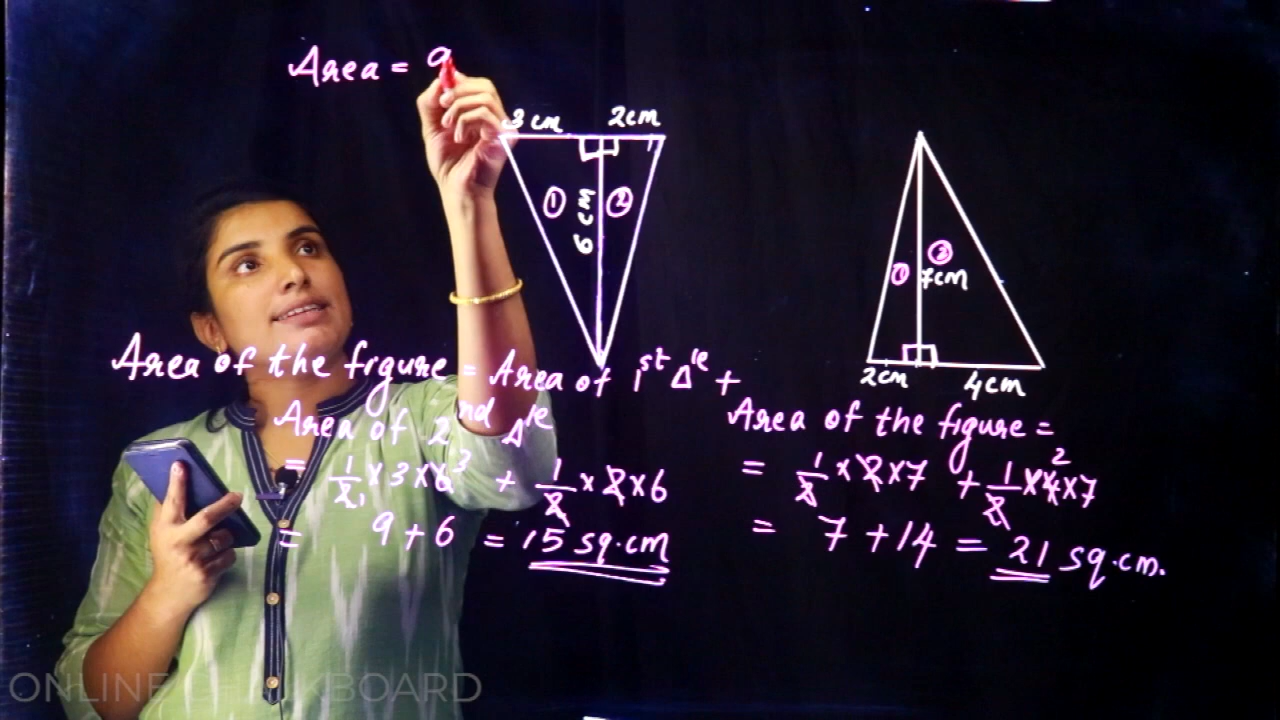 Area = 9
3 cm 2cm
① 6 cm ②
① ② 7cm
2cm 4cm
Area of the figure = Area of 1st Δle +
Area of 2nd Δle
= 1/2 × 3 × 6 3 + 1/2 × 2 × 6
= 9 + 6 = 15 sq.cm
Area of the figure =
= 1/2 × 2 × 7 + 1/2 × 4 2 × 7
= 7 + 14 = 21 sq.cm.
ONLINE CHALKBOARD